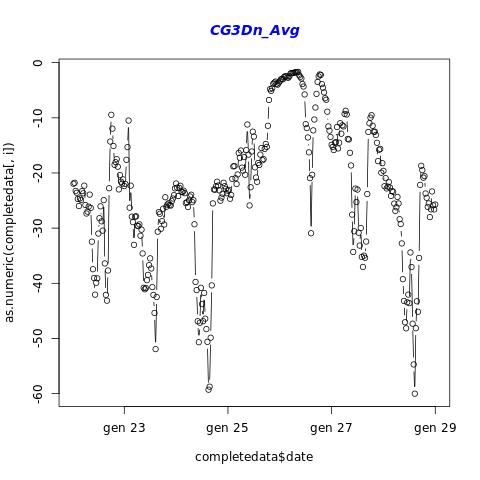 CG3Dn_Avg
0
-10
-20
-30
-40
-50
-60
as.numeric(completedata[, i])
gen 23
gen 25
gen 27
gen 29
completedata$date